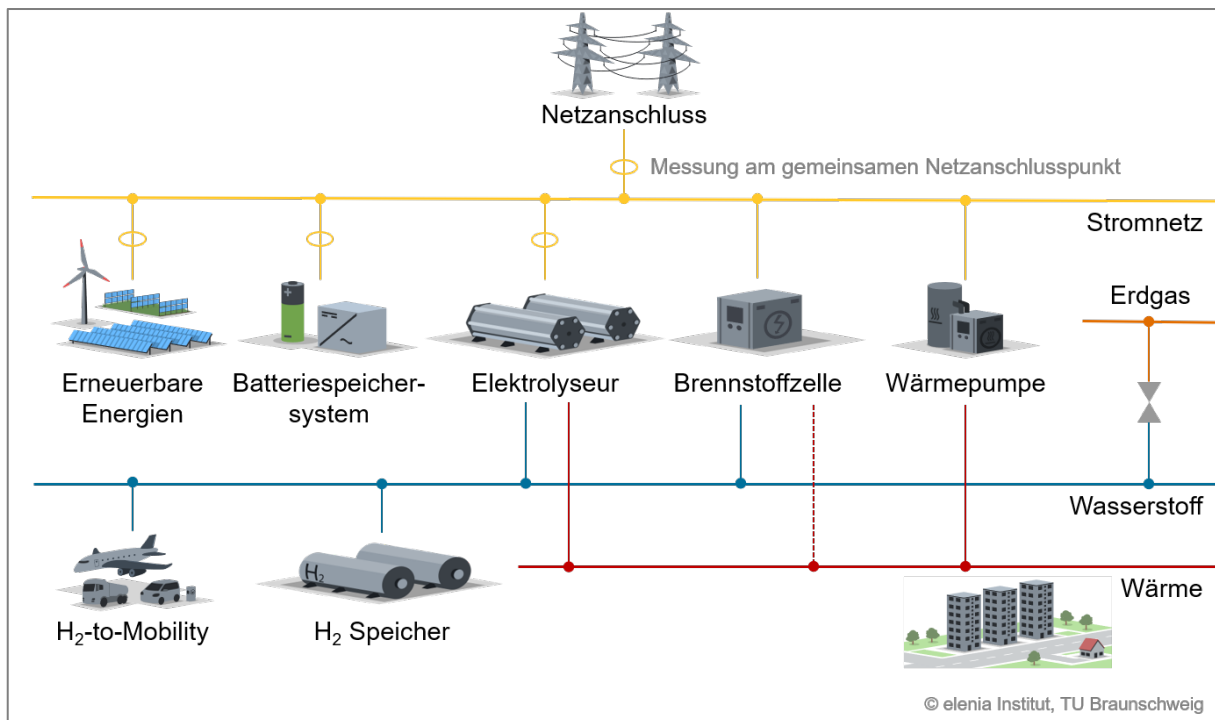 Netzanschluss
Messung am gemeinsamen Netzanschlusspunkt
Stromnetz
Erdgas
Erneuerbare
Energien
Batteriespeicher-
system
Elektrolyseur
Brennstoffzelle
Wärmepumpe
Wasserstoff
H₂
Wärme
H₂-to-Mobility
H₂ Speicher
© elenia Institut, TU Braunschweig